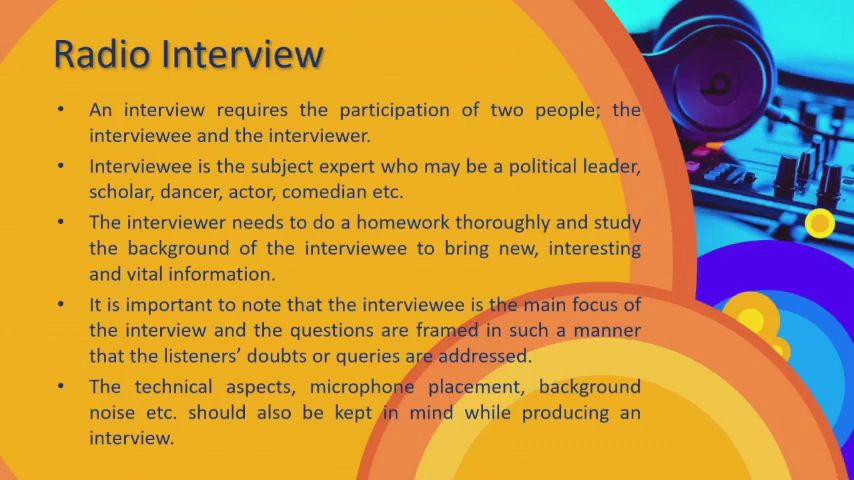 Radio Interview
• An interview requires the participation of two people; the
interviewee and the interviewer.
• Interviewee is the subject expert who may be a political leader,
scholar, dancer, actor, comedian etc.
• The interviewer needs to do a homework thoroughly and study
the background of the interviewee to bring new, interesting
and vital information.
• It is important to note that the interviewee is the main focus of
the interview and the questions are framed in such a manner
that the listeners’ doubts or queries are addressed.
• The technical aspects, microphone placement, background
noise etc. should also be kept in mind while producing an
interview.